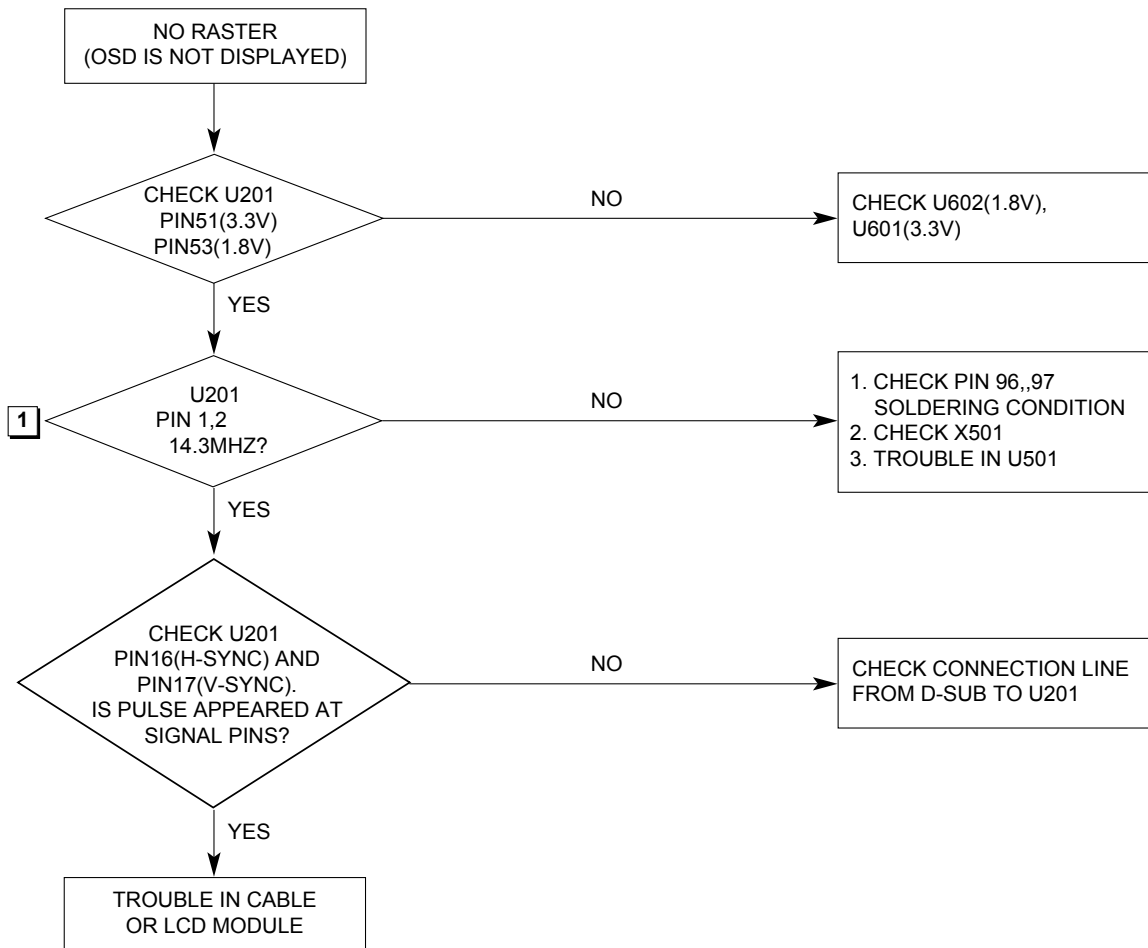 NO RASTER
(OSD IS NOT DISPLAYED)
CHECK U201
PIN51(3.3V)
PIN53(1.8V)
NO
CHECK U602(1.8V),
U601(3.3V)
YES
1
U201
PIN 1,2
14.3MHZ?
NO
1. CHECK PIN 96,,97
SOLDERING CONDITION
2. CHECK X501
3. TROUBLE IN U501
YES
CHECK U201
PIN16(H-SYNC) AND
PIN17(V-SYNC).
IS PULSE APPEARED AT
SIGNAL PINS?
NO
CHECK CONNECTION LINE
FROM D-SUB TO U201
YES
TROUBLE IN CABLE
OR LCD MODULE